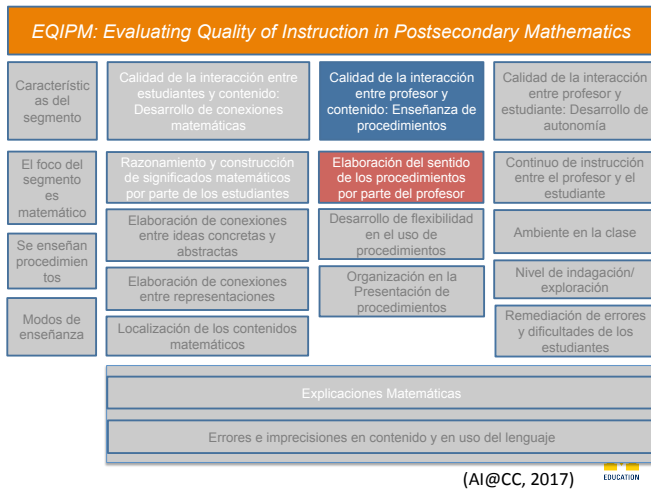 EQIPM: Evaluating Quality of Instruction in Postsecondary Mathematics
Característic
as del
segmento
Calidad de la interacción entre
estudiantes y contenido:
Desarrollo de conexiones
matemáticas
Calidad de la interacción
entre profesor y
contenido: Enseñanza de
procedimientos
Calidad de la interacción
entre profesor y
estudiante: Desarrollo de
autonomía
El foco del
segmento
es
matemático
Razonamiento y construcción
de significados matemáticos
por parte de los estudiantes
Elaboración del sentido
de los procedimientos
por parte del profesor
Continuo de instrucción
entre el profesor y el
estudiante
Se enseñan
procedimien
tos
Elaboración de conexiones
entre ideas concretas y
abstractas
Desarrollo de flexibilidad
en el uso de
procedimientos
Ambiente en la clase
Elaboración de conexiones
entre representaciones
Organización en la
Presentación de
procedimientos
Nivel de indagación/
exploración
Modos de
enseñanza
Localización de los contenidos
matemáticos
Remediación de errores
y dificultades de los
estudiantes
Explicaciones Matemáticas
Errores e imprecisiones en contenido y en uso del lenguaje
(AI@CC, 2017)
EDUCATION